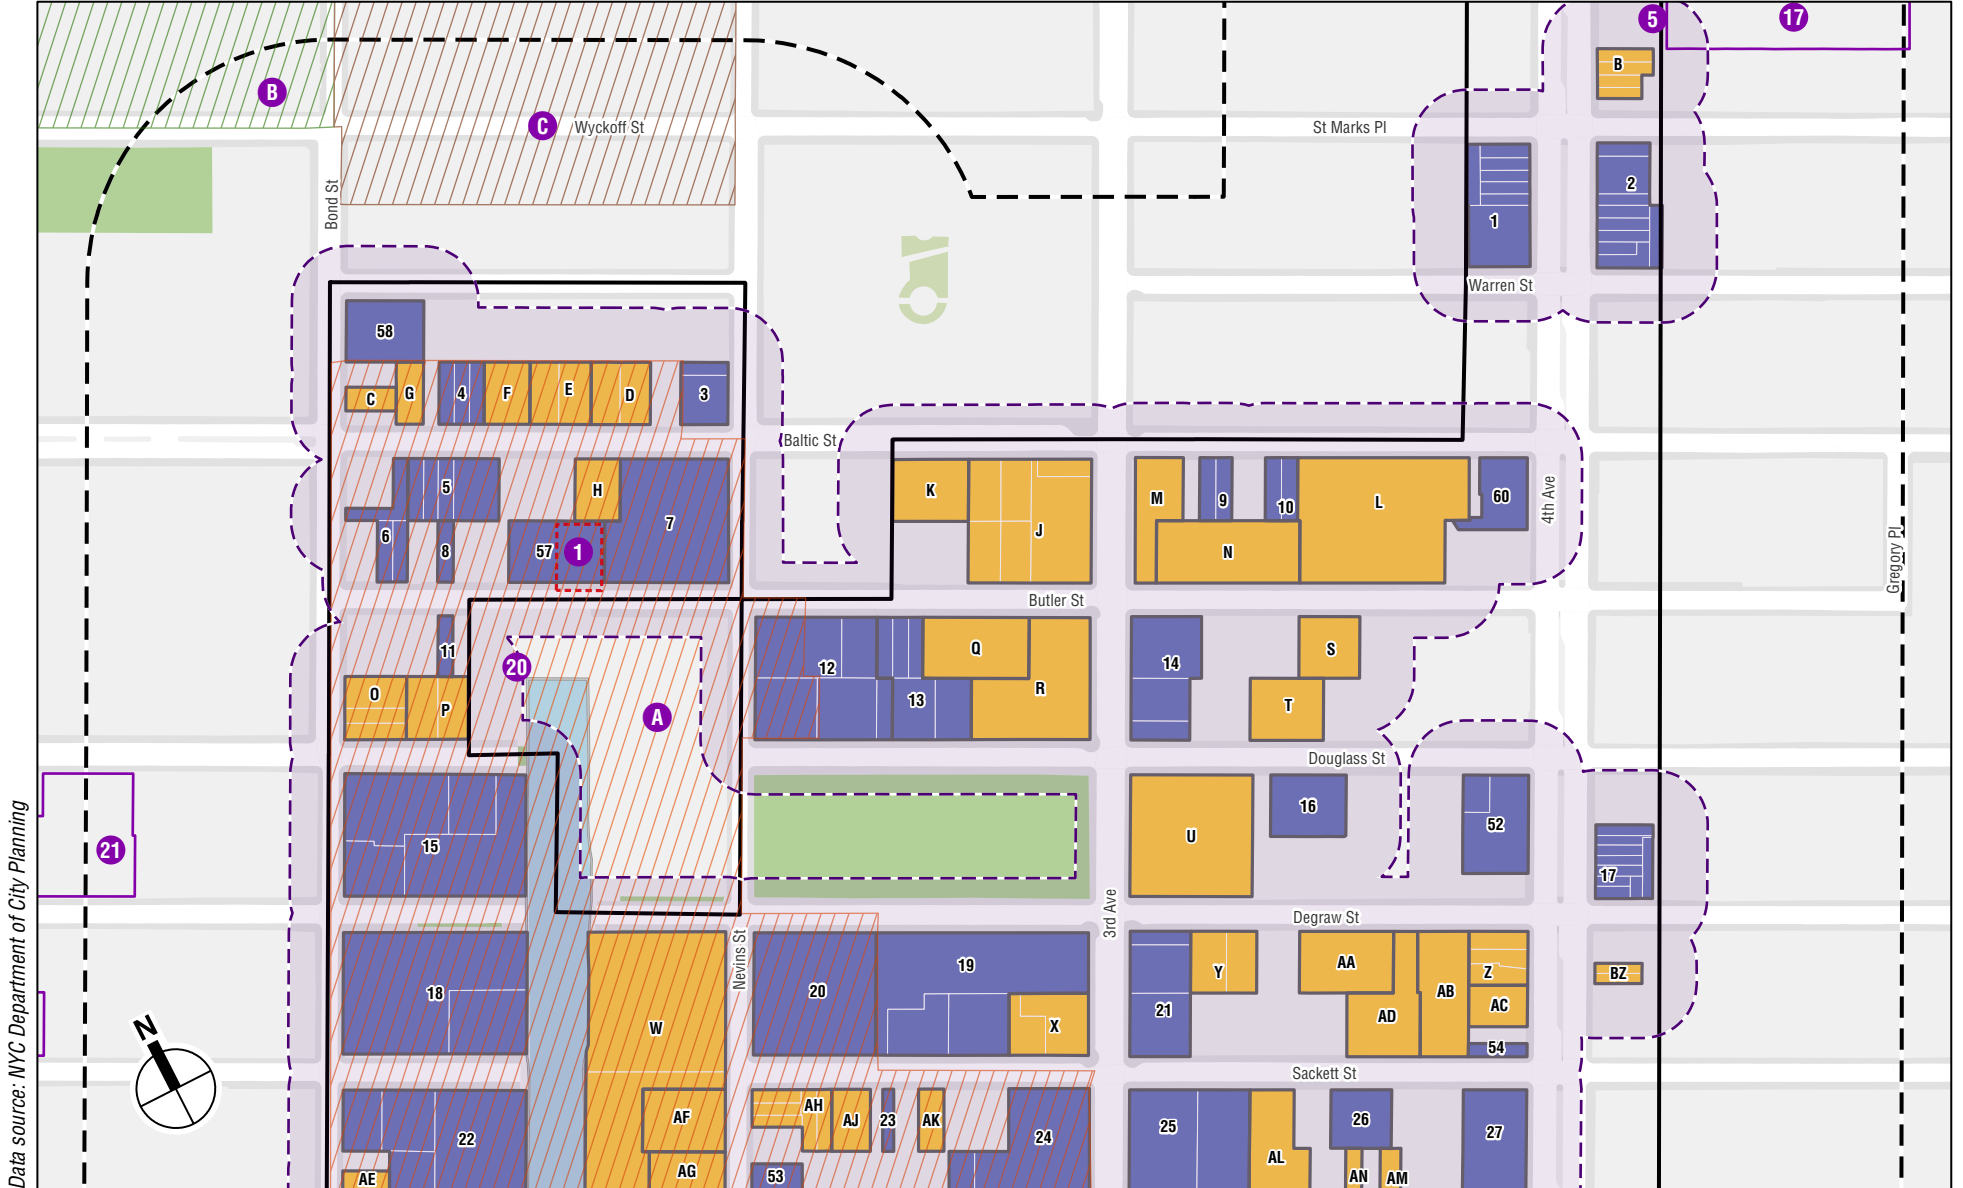 5
17
B
B
C
Wyckoff St
St Marks Pl
Bond St
2
1
Warren St
58
C
G
4
F
E
D
3
Baltic St
5
H
7
6
8
57
1
K
J
M
9
10
L
60
N
4th Ave
Gregory Pl
Butler St
11
20
O
P
A
12
13
Q
R
14
S
T
Douglass St
15
21
U
16
52
17
3rd Ave
Degraw St
Nevins St
18
W
20
19
X
Y
21
AA
AD
AB
Z
AC
54
BZ
Sackett St
N
22
AE
AF
AG
AH
AJ
23
AK
24
53
25
AL
26
AN
AM
27
Data source: NYC Department of City Planning